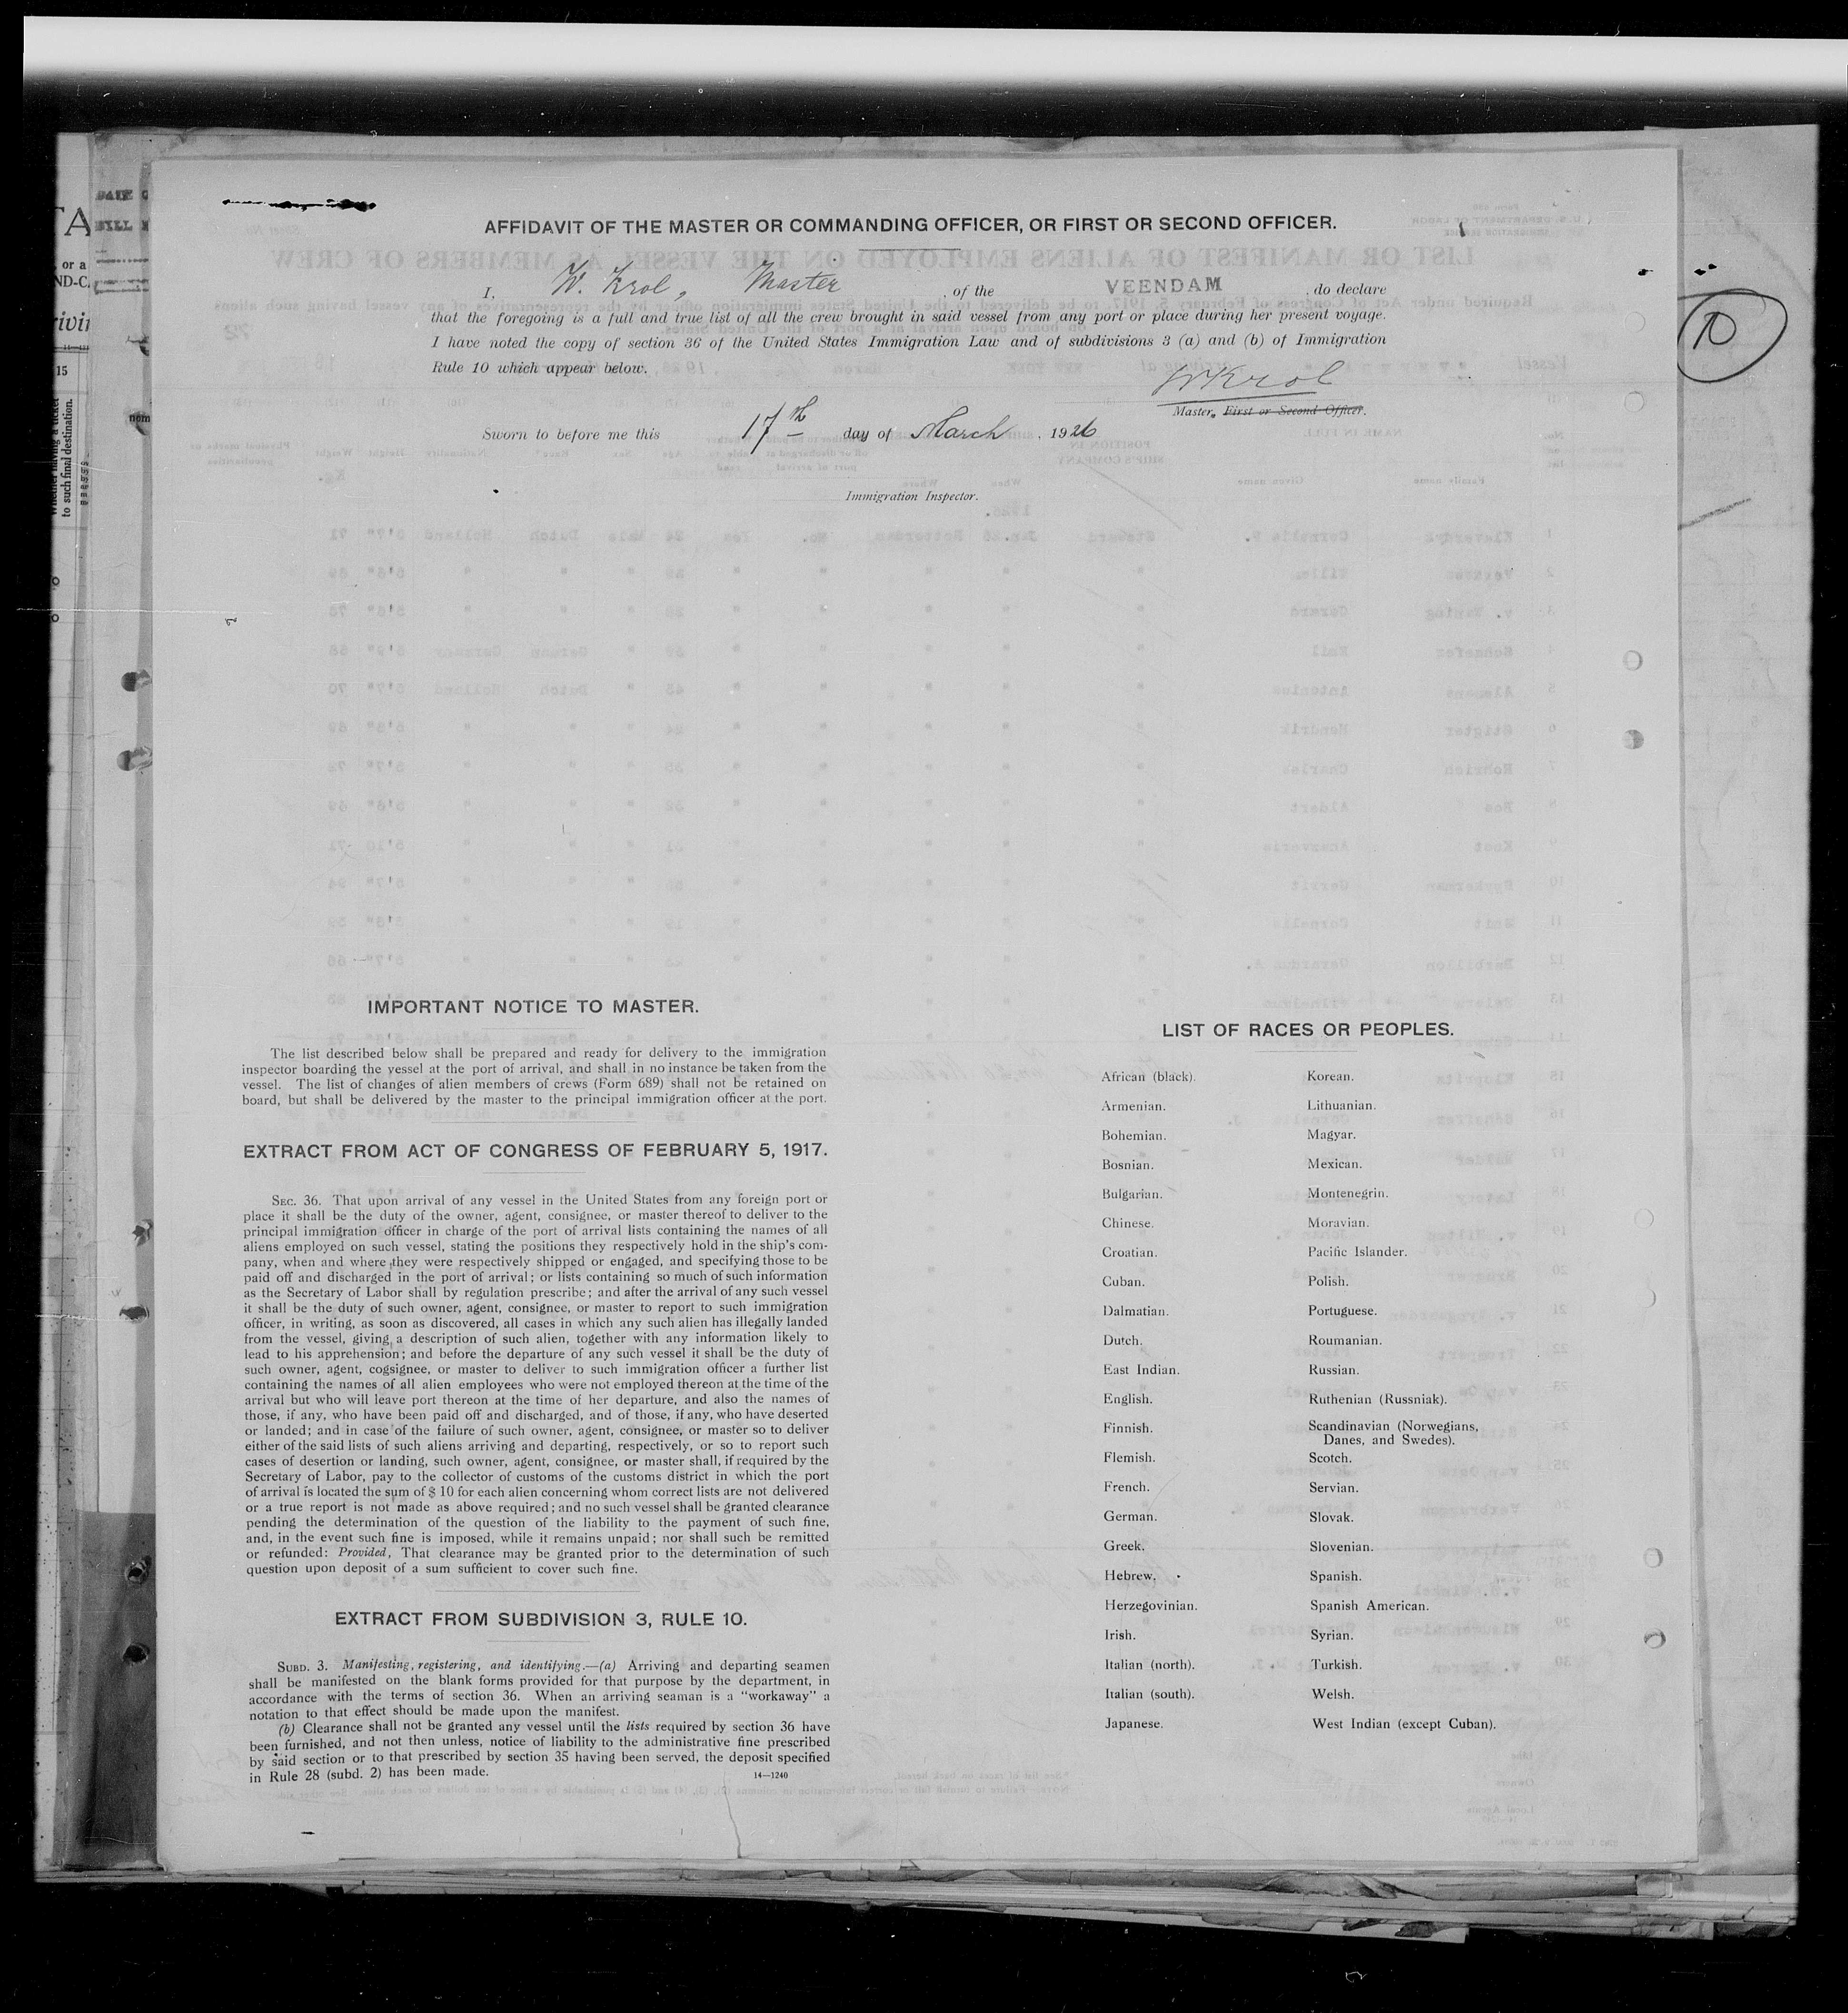 AFFIDAVIT OF THE MASTER OR COMMANDING OFFICER, OR FIRST OR SECOND OFFICER.
I, W. Krol, Master, of the VEENDAM, do declare
that the foregoing is a full and true list of all the crew brought in said vessel from any port or place during her present voyage.
I have noted the copy of section 36 of the United States Immigration Law and of subdivisions 3 (a) and (b) of Immigration
Rule 10 which appear below.
WKrol
Master, First or Second Officer.
Sworn to before me this 17th day of March, 1926
Immigration Inspector.
10
IMPORTANT NOTICE TO MASTER.
The list described below shall be prepared and ready for delivery to the immigration
inspector boarding the vessel at the port of arrival, and shall in no instance be taken from the
vessel. The list of changes of alien members of crews (Form 689) shall not be retained on
board, but shall be delivered by the master to the principal immigration officer at the port.
EXTRACT FROM ACT OF CONGRESS OF FEBRUARY 5, 1917.
SEC. 36. That upon arrival of any vessel in the United States from any foreign port or
place it shall be the duty of the owner, agent, consignee, or master thereof to deliver to the
principal immigration officer in charge of the port of arrival lists containing the names of all
aliens employed on such vessel, stating the positions they respectively hold in the ship's com-
pany, when and where they were respectively shipped or engaged, and specifying those to be
paid off and discharged in the port of arrival; or lists containing so much of such information
as the Secretary of Labor shall by regulation prescribe; and after the arrival of any such vessel
it shall be the duty of such owner, agent, consignee, or master to report to such immigration
officer, in writing, as soon as discovered, all cases in which any such alien has illegally landed
from the vessel, giving a description of such alien, together with any information likely to
lead to his apprehension; and before the departure of any such vessel it shall be the duty of
such owner, agent, cogsignee, or master to deliver to such immigration officer a further list
containing the names of all alien employees who were not employed thereon at the time of the
arrival but who will leave port thereon at the time of her departure, and also the names of
those, if any, who have been paid off and discharged, and of those, if any, who have deserted
or landed; and in case of the failure of such owner, agent, consignee, or master so to deliver
either of the said lists of such aliens arriving and departing, respectively, or so to report such
cases of desertion or landing, such owner, agent, consignee, or master shall, if required by the
Secretary of Labor, pay to the collector of customs of the customs district in which the port
of arrival is located the sum of $ 10 for each alien concerning whom correct lists are not delivered
or a true report is not made as above required; and no such vessel shall be granted clearance
pending the determination of the question of the liability to the payment of such fine,
and, in the event such fine is imposed, while it remains unpaid; nor shall such be remitted
or refunded: Provided, That clearance may be granted prior to the determination of such
question upon deposit of a sum sufficient to cover such fine.
EXTRACT FROM SUBDIVISION 3, RULE 10.
SUBD. 3. Manifesting, registering, and identifying.—(a) Arriving and departing seamen
shall be manifested on the blank forms provided for that purpose by the department, in
accordance with the terms of section 36. When an arriving seaman is a "workaway" a
notation to that effect should be made upon the manifest.
(b) Clearance shall not be granted any vessel until the lists required by section 36 have
been furnished, and not then unless, notice of liability to the administrative fine prescribed
by said section or to that prescribed by section 35 having been served, the deposit specified
in Rule 28 (subd. 2) has been made.
14—1240
LIST OF RACES OR PEOPLES.
African (black).
Armenian.
Bohemian.
Bosnian.
Bulgarian.
Chinese.
Croatian.
Cuban.
Dalmatian.
Dutch.
East Indian.
English.
Finnish.
Flemish.
French.
German.
Greek.
Hebrew.
Herzegovinian.
Irish.
Italian (north).
Italian (south).
Japanese.
Korean.
Lithuanian.
Magyar.
Mexican.
Montenegrin.
Moravian.
Pacific Islander.
Polish.
Portuguese.
Roumanian.
Russian.
Ruthenian (Russniak).
Scandinavian (Norwegians,
Danes, and Swedes).
Scotch.
Servian.
Slovak.
Slovenian.
Spanish.
Spanish American.
Syrian.
Turkish.
Welsh.
West Indian (except Cuban).